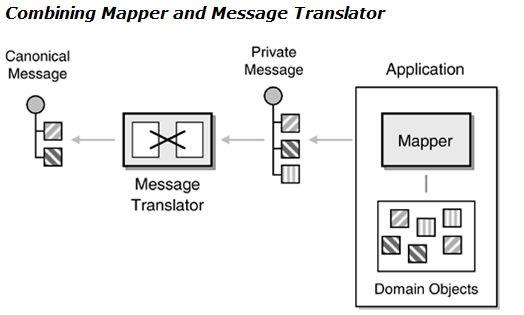 Combining Mapper and Message Translator
Canonical
Message
Private
Message
Application
Mapper
Message
Translator
Domain Objects